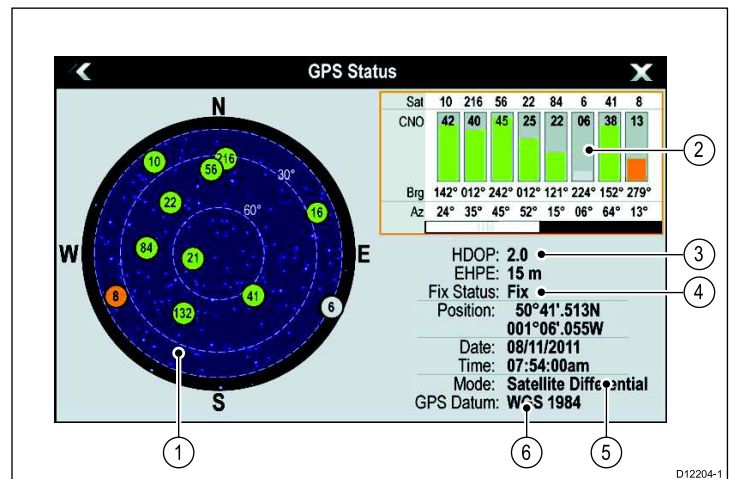 GPS Status
N
W
E
S
10
216
56
30°
22
60°
16
84
21
8
41
6
132
Sat 10 216 56 22 84 6 41 8
CNO 42 40 45 25 22 06 38 13
Brg 142° 012° 242° 012° 121° 224° 152° 279°
Az 24° 35° 45° 52° 15° 06° 64° 13°
HDOP: 2.0
EHPE: 15 m
Fix Status: Fix
Position: 50°41'.513N
001°06'.055W
Date: 08/11/2011
Time: 07:54:00am
Mode: Satellite Differential
GPS Datum: WGS 1984
1
2
3
4
5
6
D12204-1